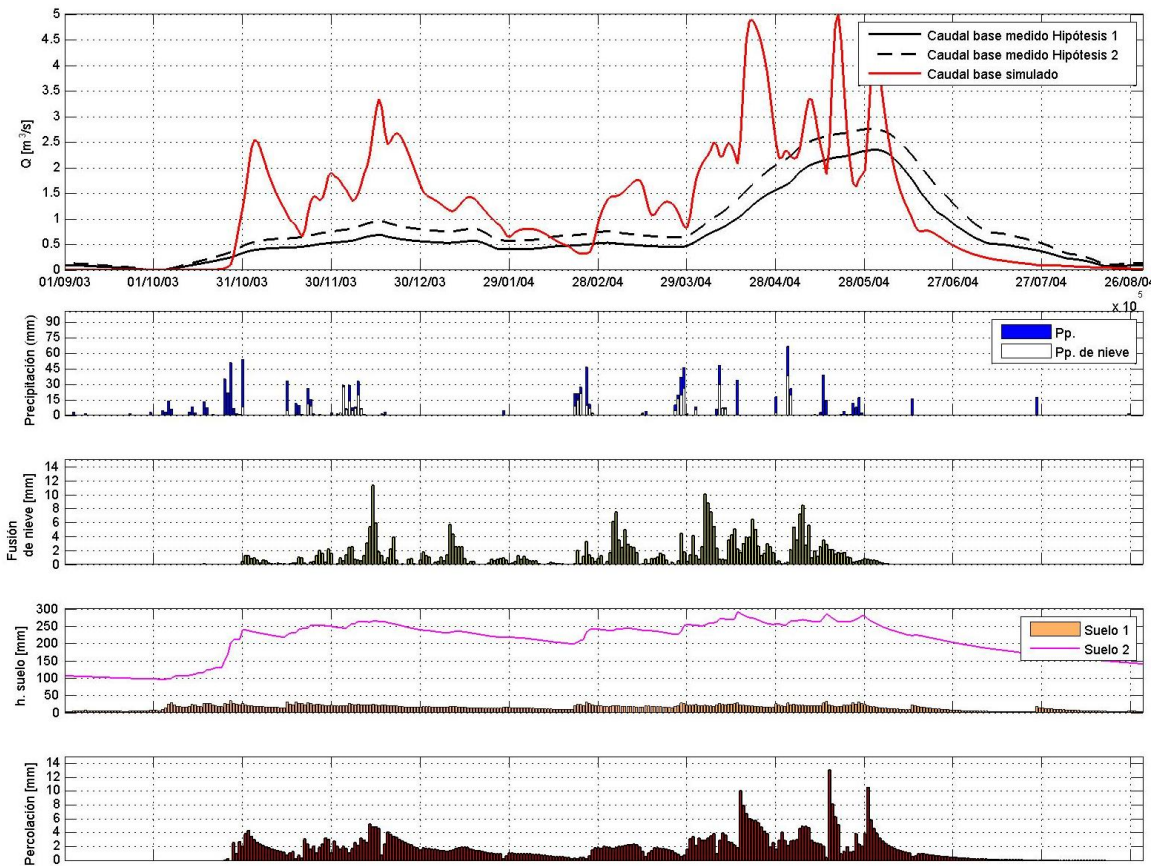 5
4.5
4
3.5
3
2.5
2
1.5
1
0.5
0
Q [m³/s]
Caudal base medido Hipótesis 1
Caudal base medido Hipótesis 2
Caudal base simulado
01/09/03 01/10/03 31/10/03 30/11/03 30/12/03 29/01/04 28/02/04 29/03/04 28/04/04 28/05/04 27/06/04 27/07/04 26/08/04
x 10⁵
90
75
60
45
30
15
0
Precipitación (mm)
Pp.
Pp. de nieve
14
12
10
8
6
4
2
0
Fusión
de nieve [mm]
300
250
200
150
100
50
0
h. suelo [mm]
Suelo 1
Suelo 2
14
12
10
8
6
4
2
0
Percolación [mm]